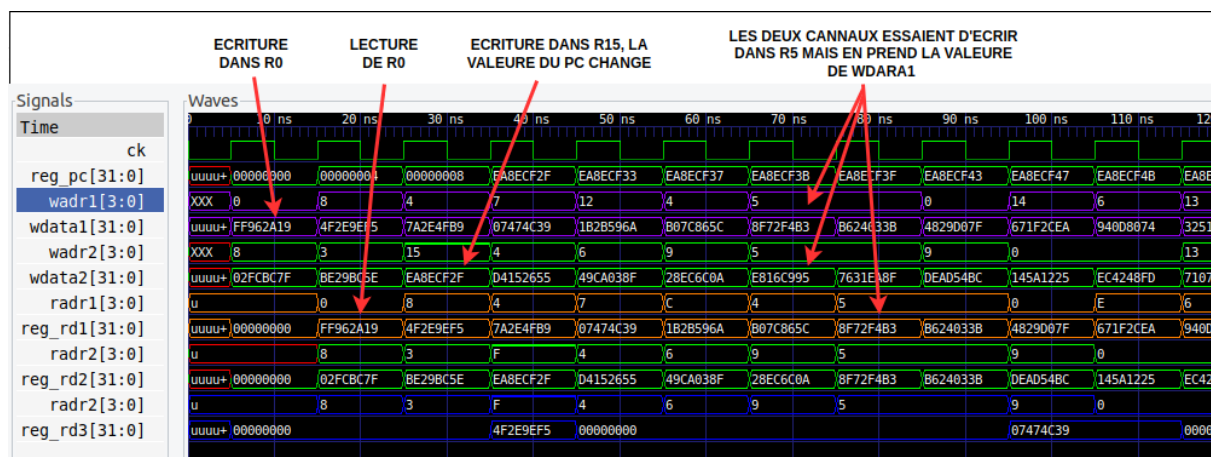 ECRITURE DANS R0
LECTURE DE R0
ECRITURE DANS R15, LA VALEURE DU PC CHANGE
LES DEUX CANNAUX ESSAIENT D'ECRIR DANS R5 MAIS EN PREND LA VALEURE DE WDARA1
Signals
Waves
Time 0 10 ns 20 ns 30 ns 40 ns 50 ns 60 ns 70 ns 80 ns 90 ns 100 ns 110 ns 12
ck
reg_pc[31:0] uuuu+ 00000000 00000004 00000008 EA8ECF2F EA8ECF33 EA8ECF37 EA8ECF3B EA8ECF3F EA8ECF43 EA8ECF47 EA8ECF4B EA8E
wadr1[3:0] XXX 0 8 4 7 12 4 5 0 14 6 13
wdata1[31:0] uuuu+ FF962A19 4F2E9EF5 7A2E4FB9 07474C39 1B2B596A B07C865C 8F72F4B3 B624033B 4829D07F 671F2CEA 940D8074 3251
wadr2[3:0] XXX 8 3 15 4 6 9 5 9 0 13
wdata2[31:0] uuuu+ 02FCBC7F BE29BC5E EA8ECF2F D4152655 49CA038F 28EC6C0A E816C995 7631EA8F DEAD54BC 145A1225 EC4248FD 7107
radr1[3:0] u 0 8 4 7 C 4 5 0 E 6
reg_rd1[31:0] uuuu+ 00000000 FF962A19 4F2E9EF5 7A2E4FB9 07474C39 1B2B596A B07C865C 8F72F4B3 B624033B 4829D07F 671F2CEA 940D
radr2[3:0] u 8 3 F 4 6 9 5 9 0
reg_rd2[31:0] uuuu+ 00000000 02FCBC7F BE29BC5E EA8ECF2F D4152655 49CA038F 28EC6C0A 8F72F4B3 B624033B DEAD54BC 145A1225 EC42
radr2[3:0] u 8 3 F 4 6 9 5 9 0
reg_rd3[31:0] uuuu+ 00000000 4F2E9EF5 00000000 07474C39 0000